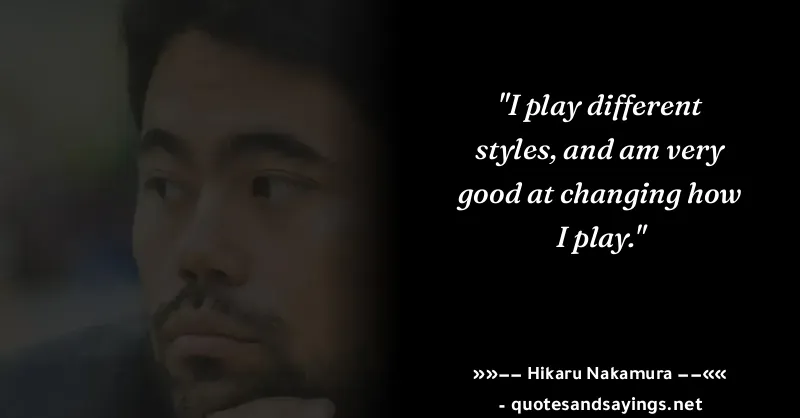 "I play different
styles, and am very
good at changing how
I play."
»»−− Hikaru Nakamura −−««
- quotesandsayings.net